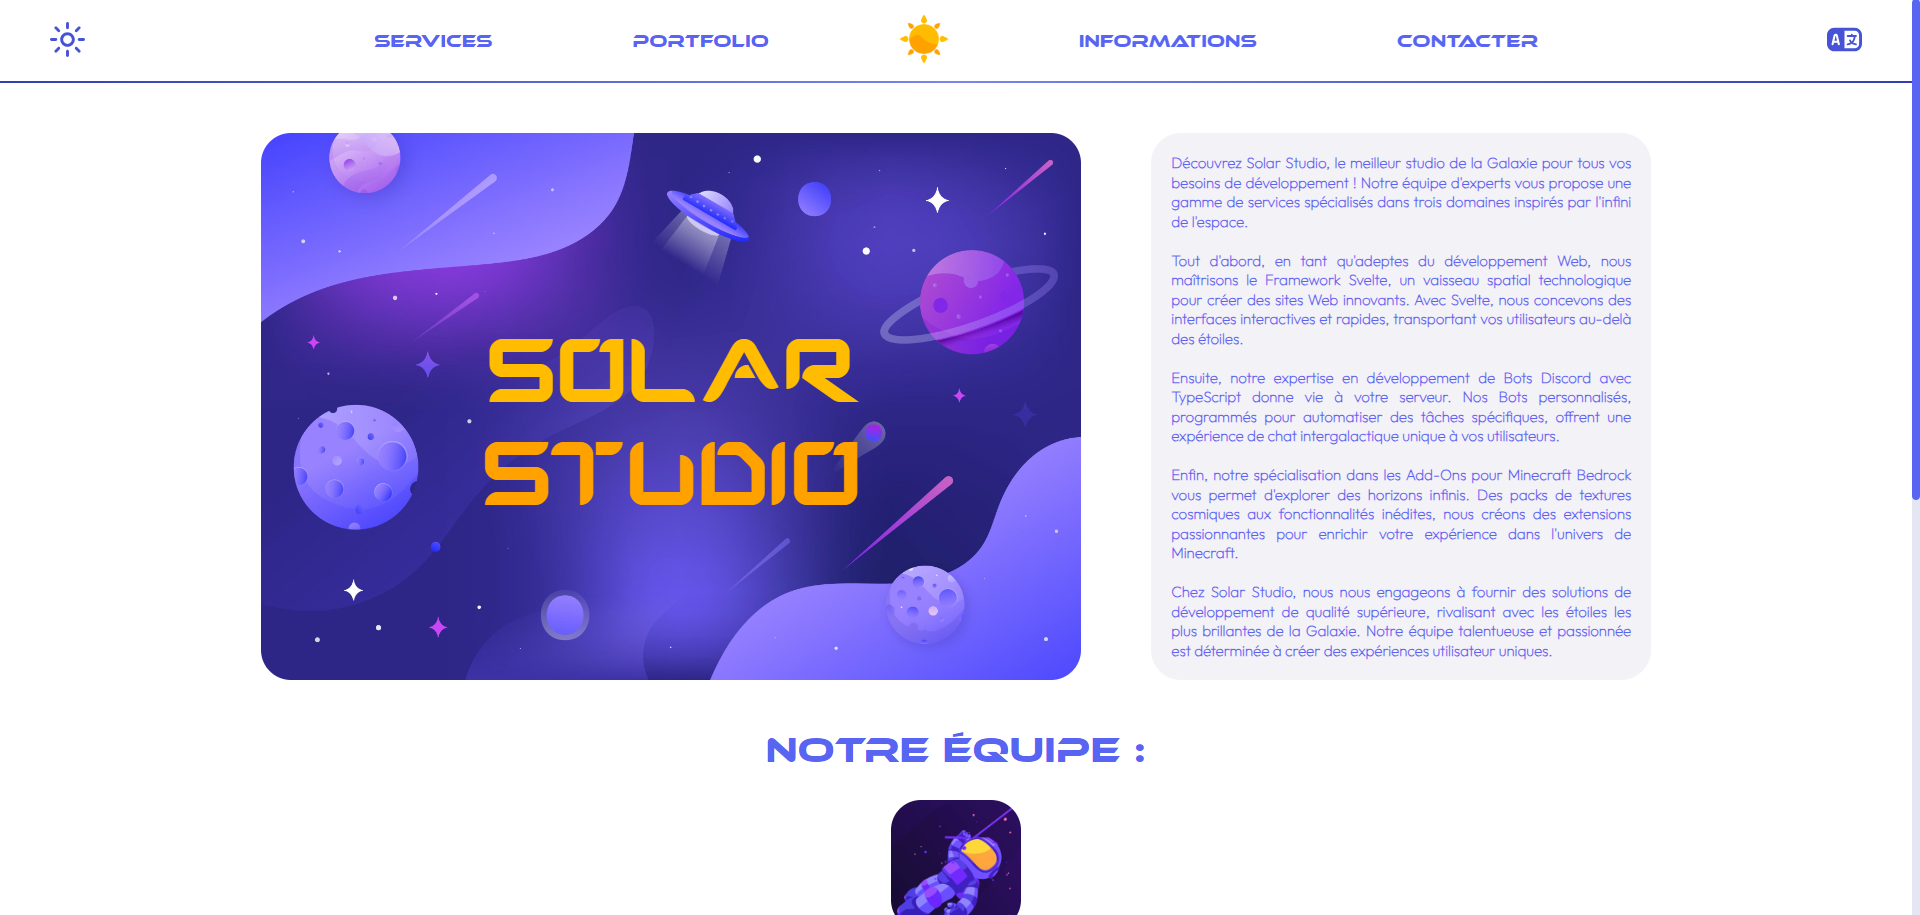 SERVICES
PORTFOLIO
INFORMATIONS
CONTACTER
A 文
SOLAR
STUDIO
Découvrez Solar Studio, le meilleur studio de la Galaxie pour tous vos
besoins de développement ! Notre équipe d'experts vous propose une
gamme de services spécialisés dans trois domaines inspirés par l'infini
de l'espace.
Tout d'abord, en tant qu'adeptes du développement Web, nous
maîtrisons le Framework Svelte, un vaisseau spatial technologique
pour créer des sites Web innovants. Avec Svelte, nous concevons des
interfaces interactives et rapides, transportant vos utilisateurs au-delà
des étoiles.
Ensuite, notre expertise en développement de Bots Discord avec
TypeScript donne vie à votre serveur. Nos Bots personnalisés,
programmés pour automatiser des tâches spécifiques, offrent une
expérience de chat intergalactique unique à vos utilisateurs.
Enfin, notre spécialisation dans les Add-Ons pour Minecraft Bedrock
vous permet d'explorer des horizons infinis. Des packs de textures
cosmiques aux fonctionnalités inédites, nous créons des extensions
passionnantes pour enrichir votre expérience dans l'univers de
Minecraft.
Chez Solar Studio, nous nous engageons à fournir des solutions de
développement de qualité supérieure, rivalisant avec les étoiles les
plus brillantes de la Galaxie. Notre équipe talentueuse et passionnée
est déterminée à créer des expériences utilisateur uniques.
NOTRE ÉQUIPE :